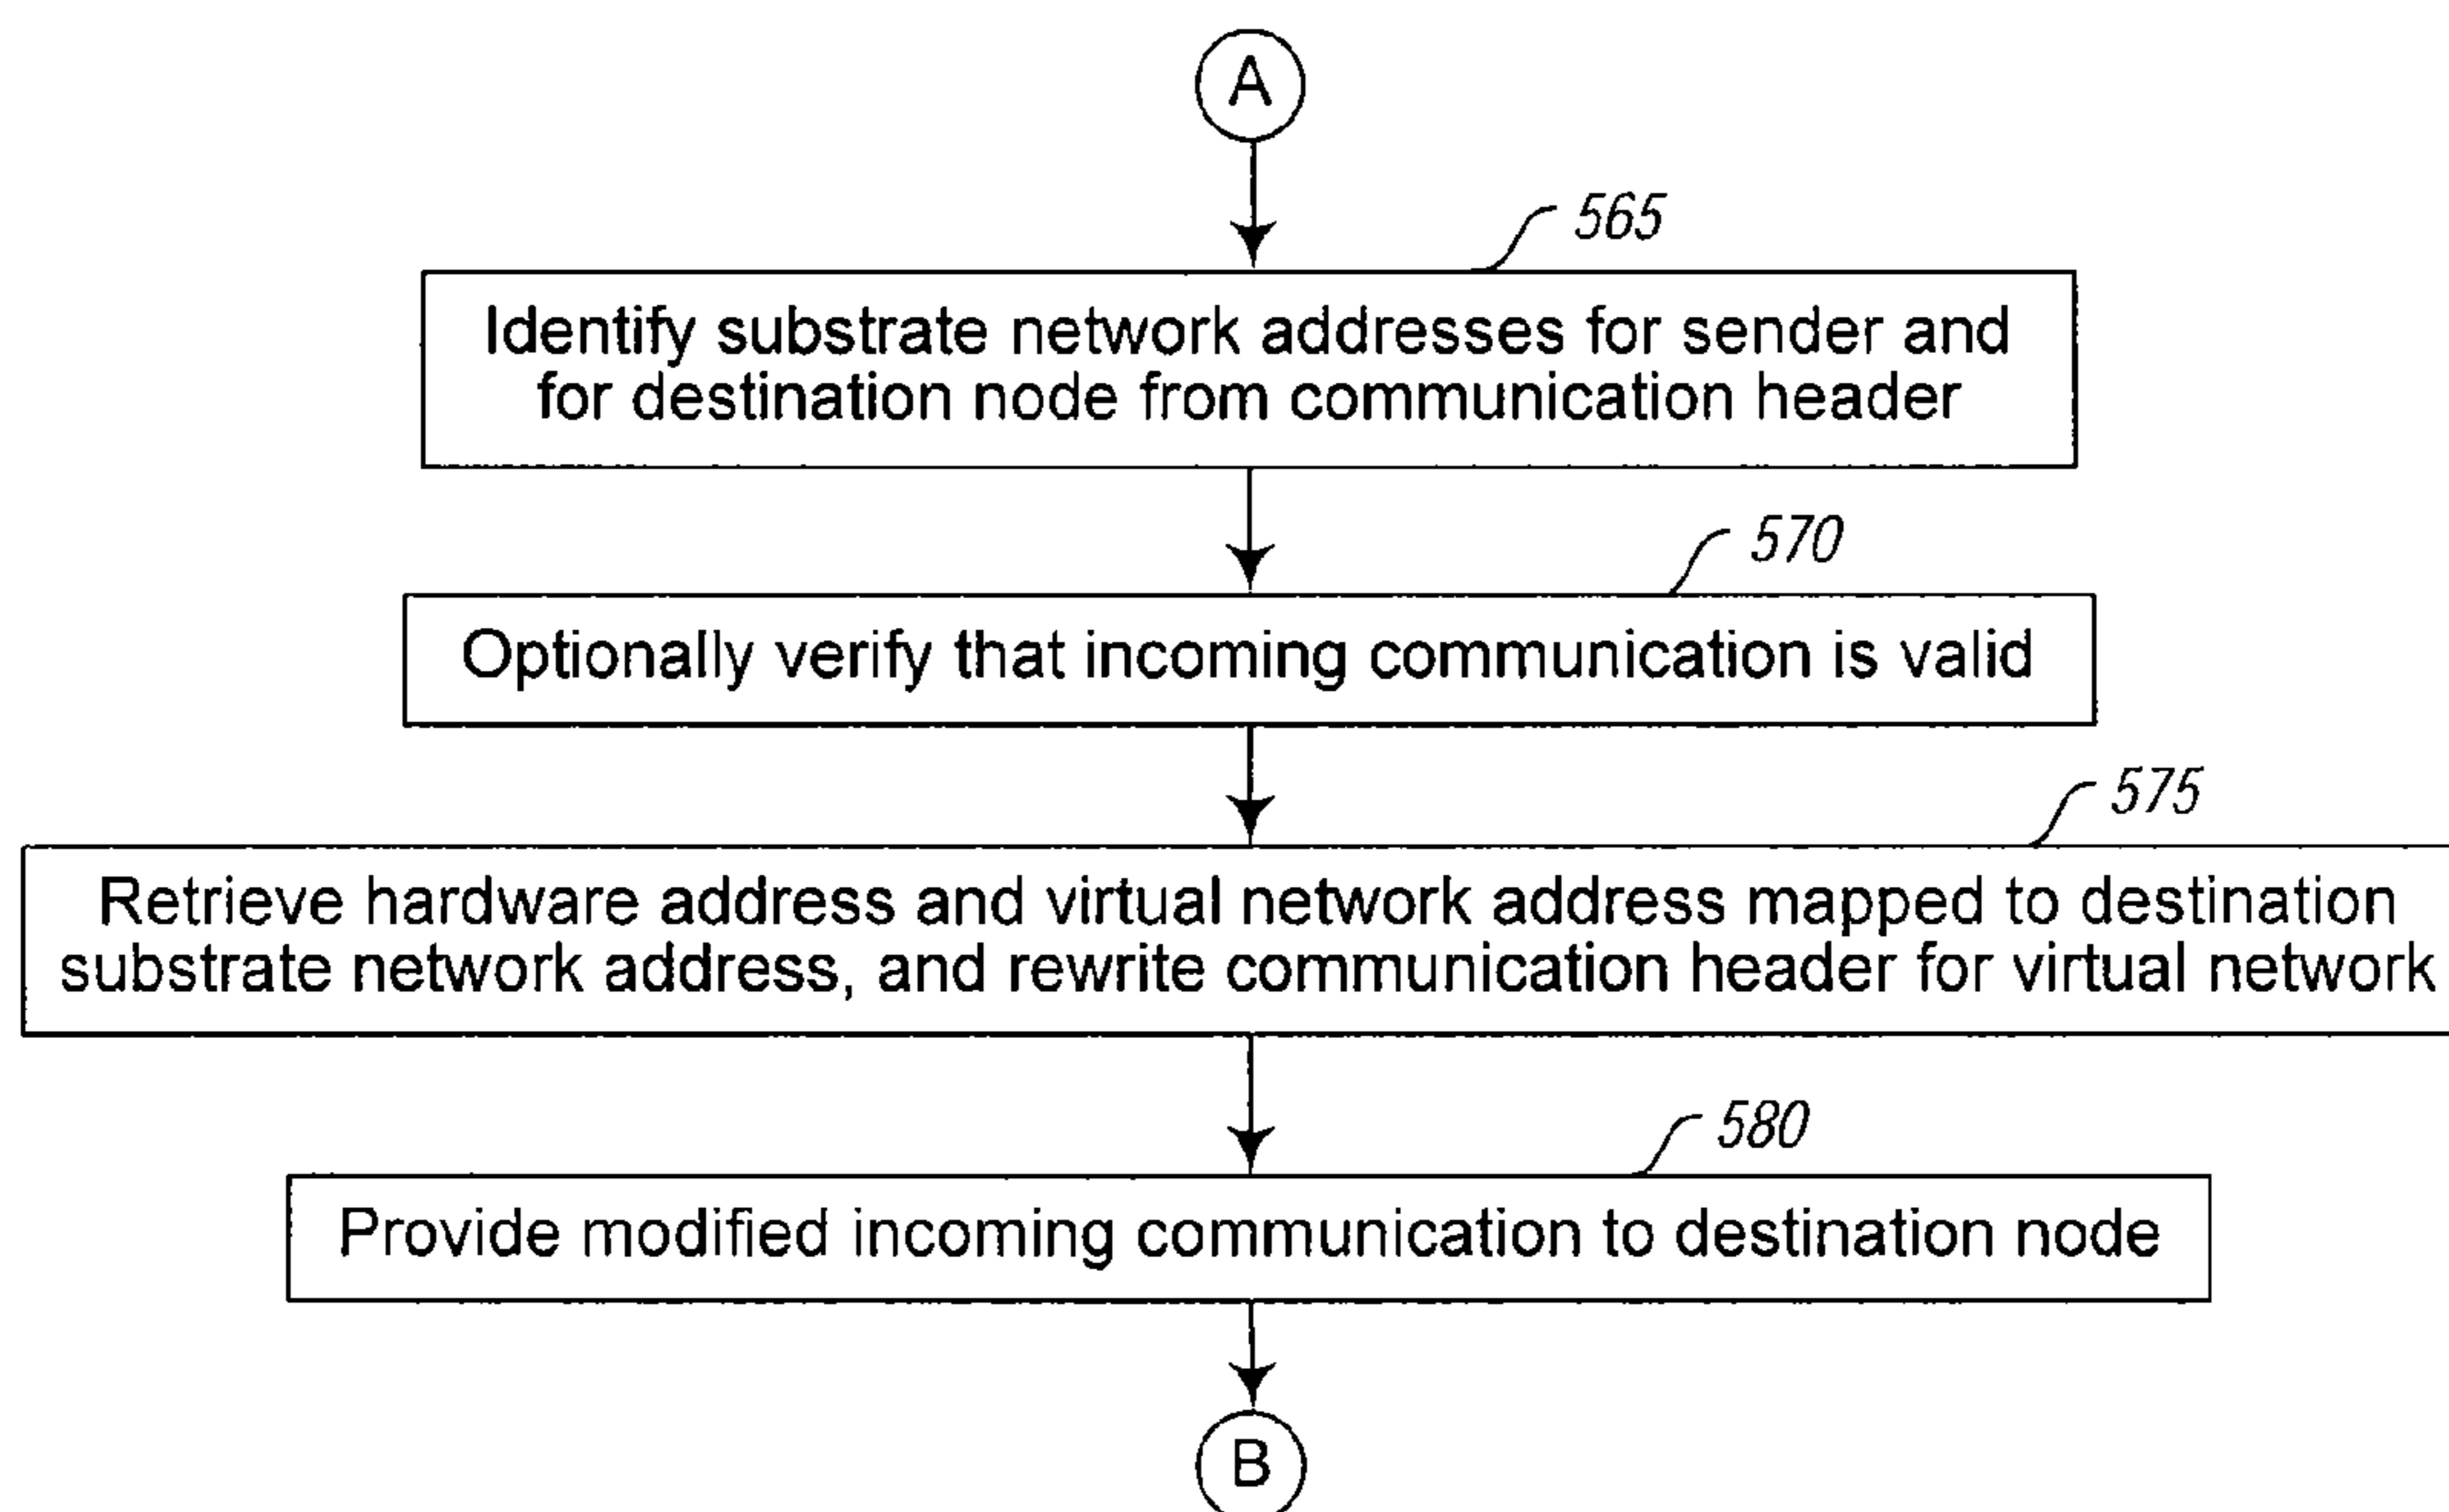 A
565
Identify substrate network addresses for sender and
for destination node from communication header
570
Optionally verify that incoming communication is valid
575
Retrieve hardware address and virtual network address mapped to destination
substrate network address, and rewrite communication header for virtual network
580
Provide modified incoming communication to destination node
B